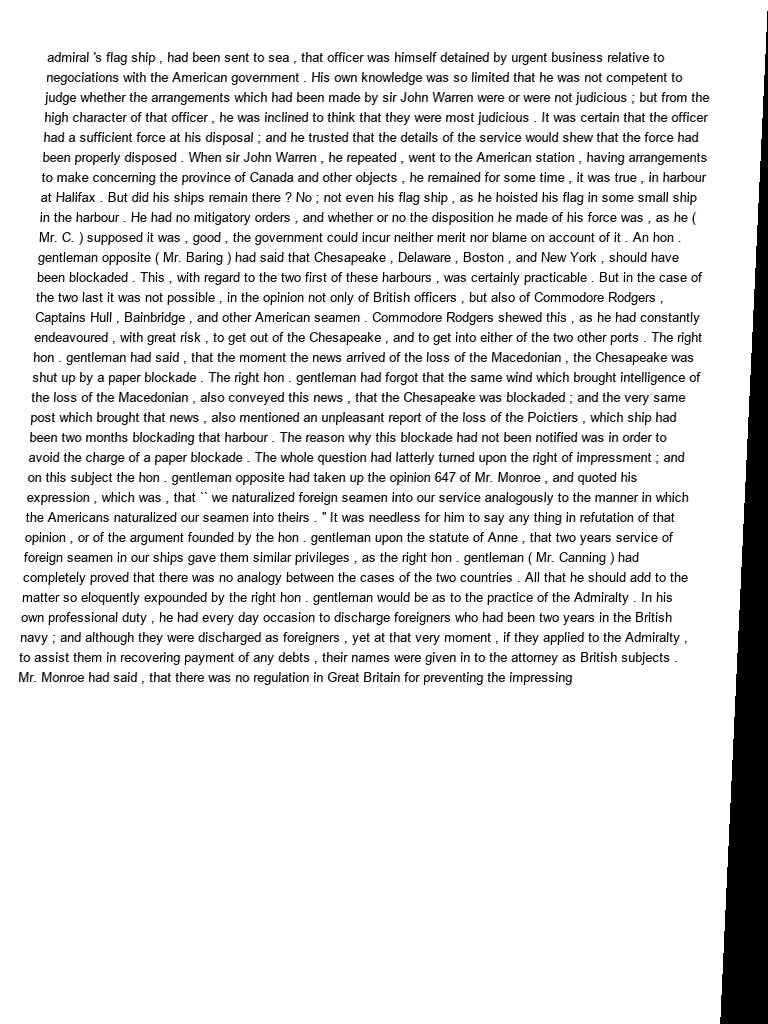 admiral 's flag ship , had been sent to sea , that officer was himself detained by urgent business relative to
negociations with the American government . His own knowledge was so limited that he was not competent to
judge whether the arrangements which had been made by sir John Warren were or were not judicious ; but from the
high character of that officer , he was inclined to think that they were most judicious . It was certain that the officer
had a sufficient force at his disposal ; and he trusted that the details of the service would shew that the force had
been properly disposed . When sir John Warren , he repeated , went to the American station , having arrangements
to make concerning the province of Canada and other objects , he remained for some time , it was true , in harbour
at Halifax . But did his ships remain there ? No ; not even his flag ship , as he hoisted his flag in some small ship
in the harbour . He had no mitigatory orders , and whether or no the disposition he made of his force was , as he (
Mr. C. ) supposed it was , good , the government could incur neither merit nor blame on account of it . An hon .
gentleman opposite ( Mr. Baring ) had said that Chesapeake , Delaware , Boston , and New York , should have
been blockaded . This , with regard to the two first of these harbours , was certainly practicable . But in the case of
the two last it was not possible , in the opinion not only of British officers , but also of Commodore Rodgers ,
Captains Hull , Bainbridge , and other American seamen . Commodore Rodgers shewed this , as he had constantly
endeavoured , with great risk , to get out of the Chesapeake , and to get into either of the two other ports . The right
hon . gentleman had said , that the moment the news arrived of the loss of the Macedonian , the Chesapeake was
shut up by a paper blockade . The right hon . gentleman had forgot that the same wind which brought intelligence of
the loss of the Macedonian , also conveyed this news , that the Chesapeake was blockaded ; and the very same
post which brought that news , also mentioned an unpleasant report of the loss of the Poictiers , which ship had
been two months blockading that harbour . The reason why this blockade had not been notified was in order to
avoid the charge of a paper blockade . The whole question had latterly turned upon the right of impressment ; and
on this subject the hon . gentleman opposite had taken up the opinion 647 of Mr. Monroe , and quoted his
expression , which was , that `` we naturalized foreign seamen into our service analogously to the manner in which
the Americans naturalized our seamen into theirs . '' It was needless for him to say any thing in refutation of that
opinion , or of the argument founded by the hon . gentleman upon the statute of Anne , that two years service of
foreign seamen in our ships gave them similar privileges , as the right hon . gentleman ( Mr. Canning ) had
completely proved that there was no analogy between the cases of the two countries . All that he should add to the
matter so eloquently expounded by the right hon . gentleman would be as to the practice of the Admiralty . In his
own professional duty , he had every day occasion to discharge foreigners who had been two years in the British
navy ; and although they were discharged as foreigners , yet at that very moment , if they applied to the Admiralty ,
to assist them in recovering payment of any debts , their names were given in to the attorney as British subjects .
Mr. Monroe had said , that there was no regulation in Great Britain for preventing the impressing